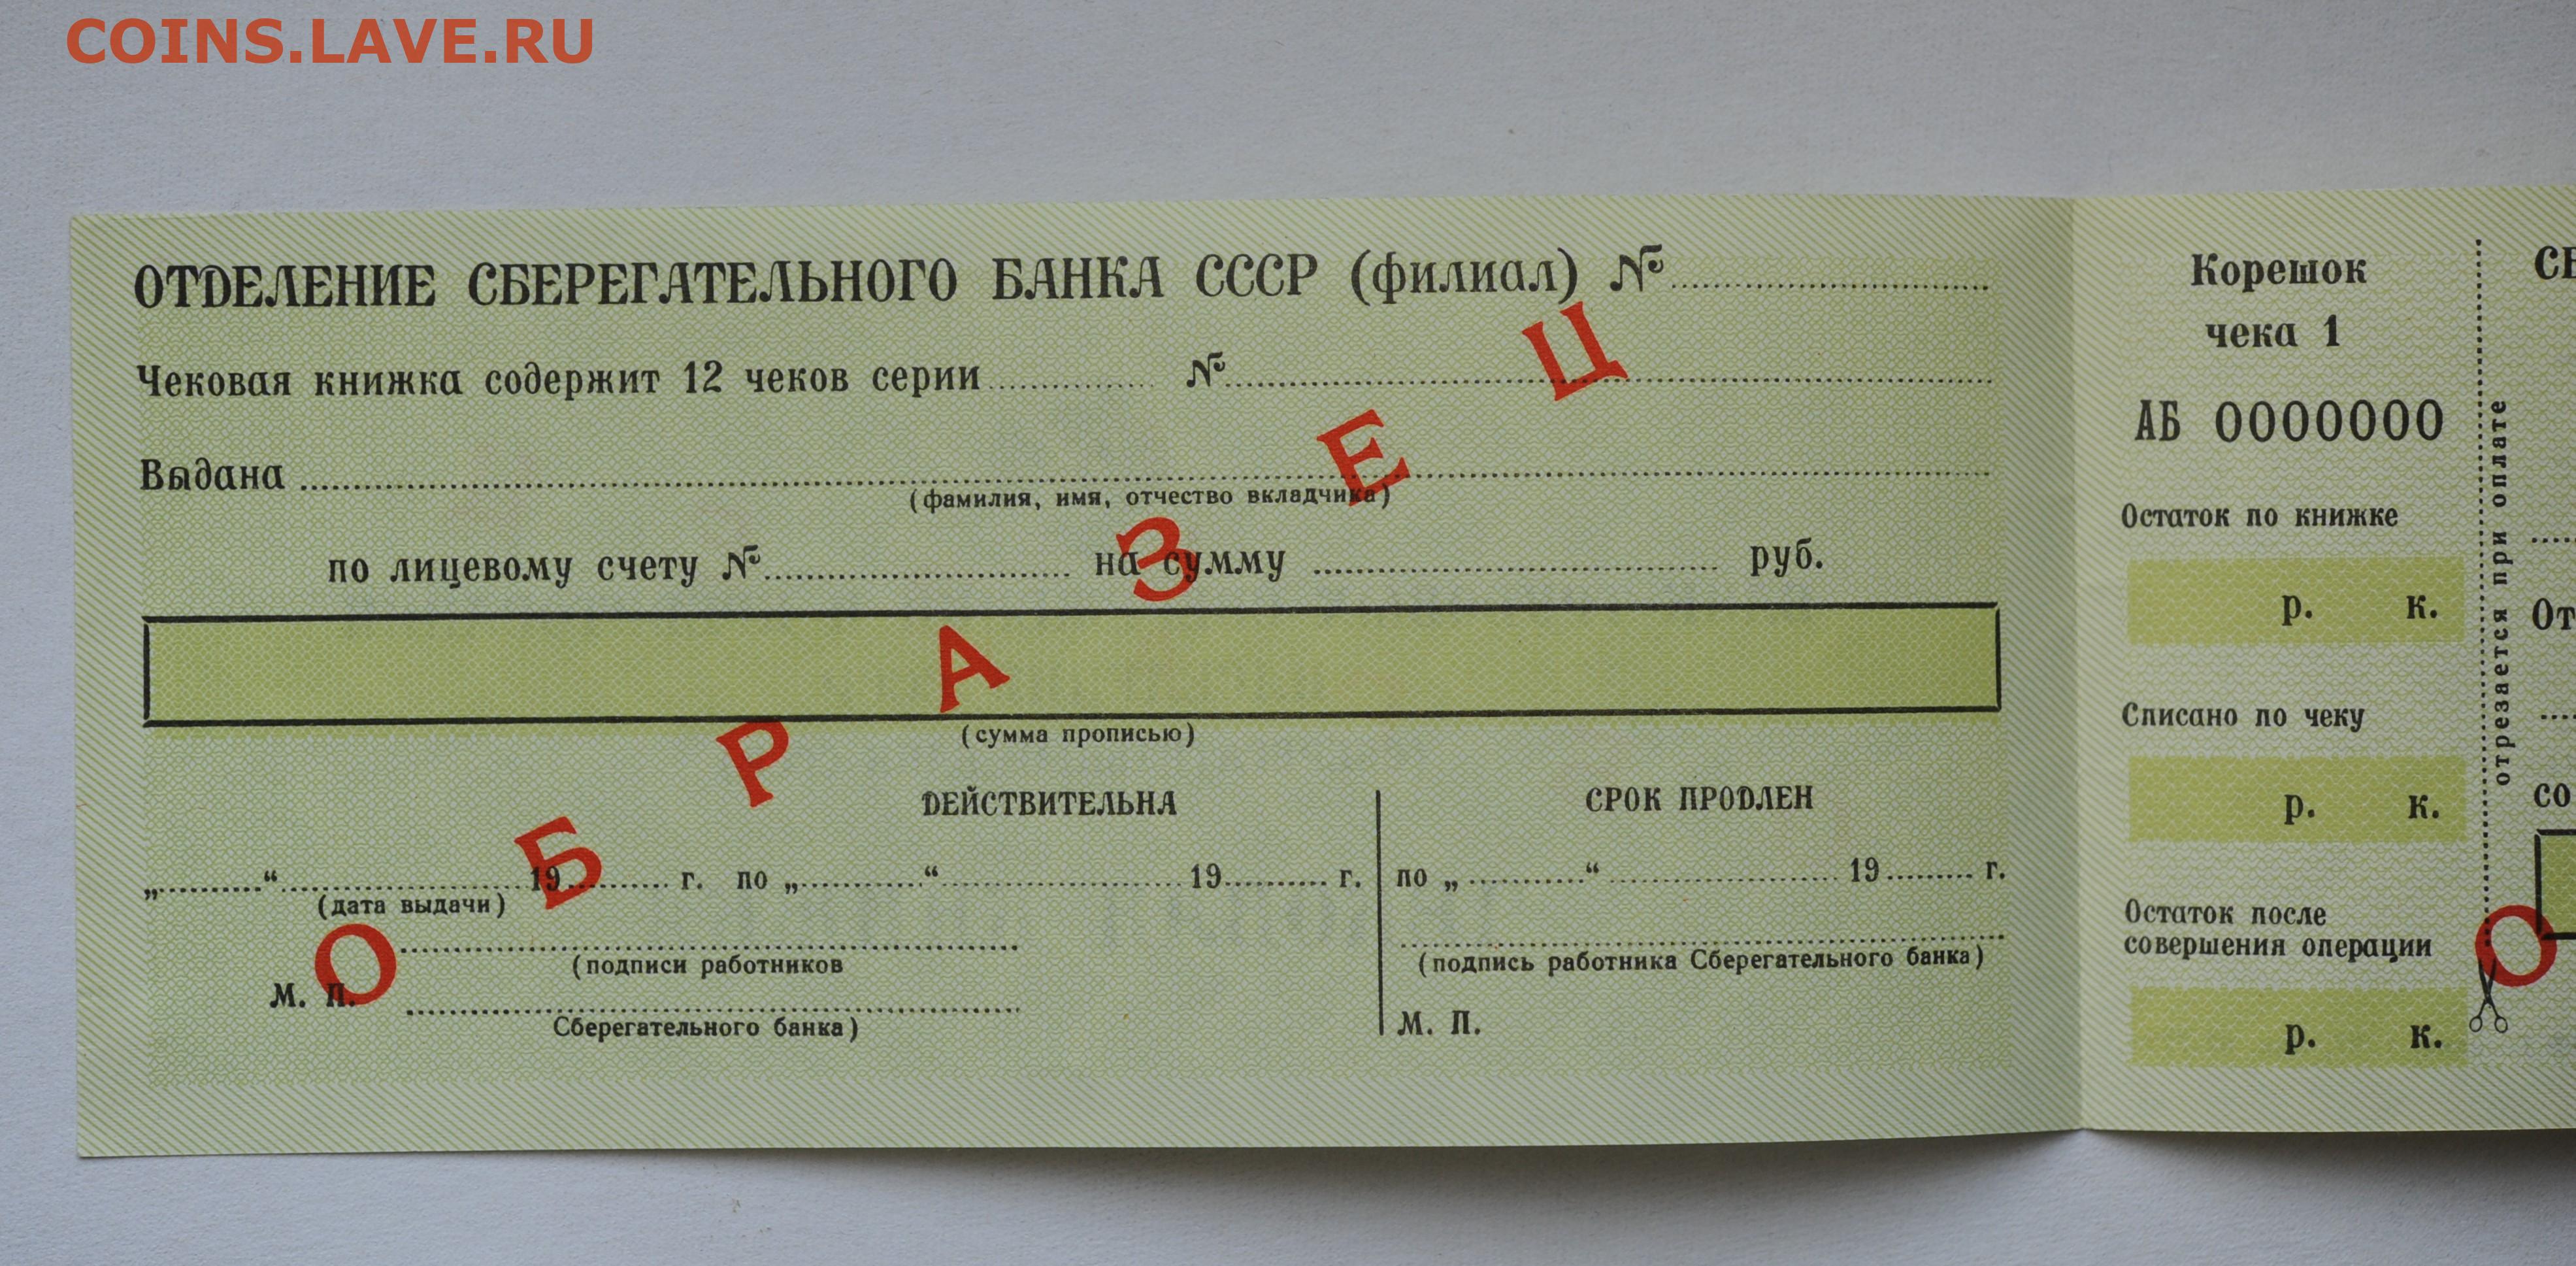 COINS.LAVE.RU
ОТДЕЛЕНИЕ СБЕРЕГАТЕЛЬНОГО БАНКА СССР (филиал) №
Чековая книжка содержит 12 чеков серии № 
Выдана
(фамилия, имя, отчество вкладчика)
по лицевому счету № на сумму руб.
(сумма прописью)
ДЕЙСТВИТЕЛЬНА
„ “ 19 г. по „ “ 19 г.
(дата выдачи)
(подписи работников
М. П.
Сберегательного банка)
СРОК ПРОДЛЕН
по „ “ 19 г.
(подпись работника Сберегательного банка)
М. П.
ОБРАЗЕЦ
Корешок
чека 1
АБ 0000000
Остаток по книжке
р. к.
Списано по чеку
р. к.
Остаток после
совершения операции
р. к.
отрезается при оплате
О